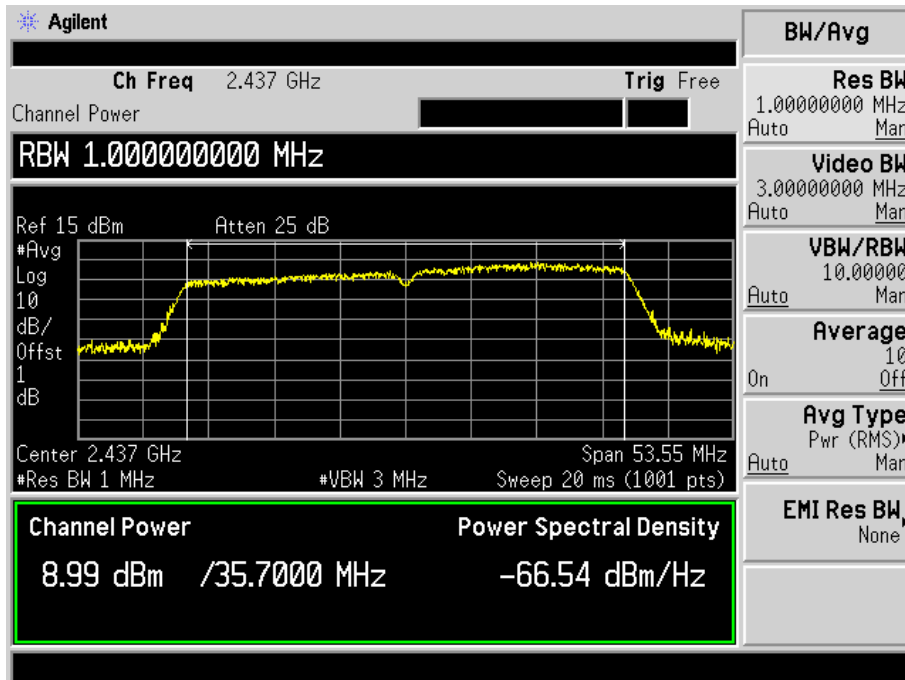 Agilent
BW/Avg
Ch Freq 2.437 GHz Trig Free
Channel Power
RBW 1.000000000 MHz
Ref 15 dBm Atten 25 dB
#Avg
Log
10
dB/
Offst
1
dB
Center 2.437 GHz Span 53.55 MHz
#Res BW 1 MHz #VBW 3 MHz Sweep 20 ms (1001 pts)
Channel Power Power Spectral Density
8.99 dBm /35.7000 MHz -66.54 dBm/Hz
Res BW
1.00000000 MHz
Auto Man
Video BW
3.00000000 MHz
Auto Man
VBW/RBW
10.00000
Auto Man
Average
10
On Off
Avg Type
Pwr (RMS)
Auto Man
EMI Res BW
None